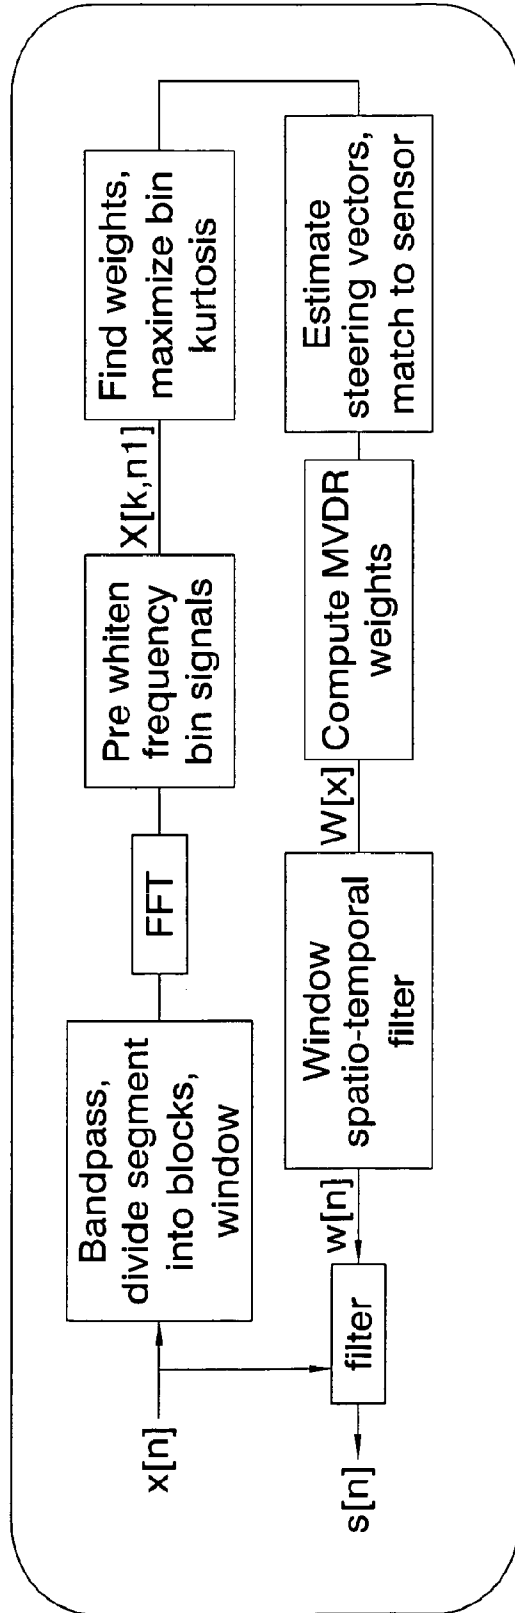 x[n]
Bandpass,
divide segment
into blocks,
window
FFT
Pre whiten
frequency
bin signals
X[k,n1]
Find weights,
maximize bin
kurtosis
Estimate
steering vectors,
match to sensor
Compute MVDR
weights
W[x]
Window
spatio-temporal
filter
w[n]
filter
s[n]